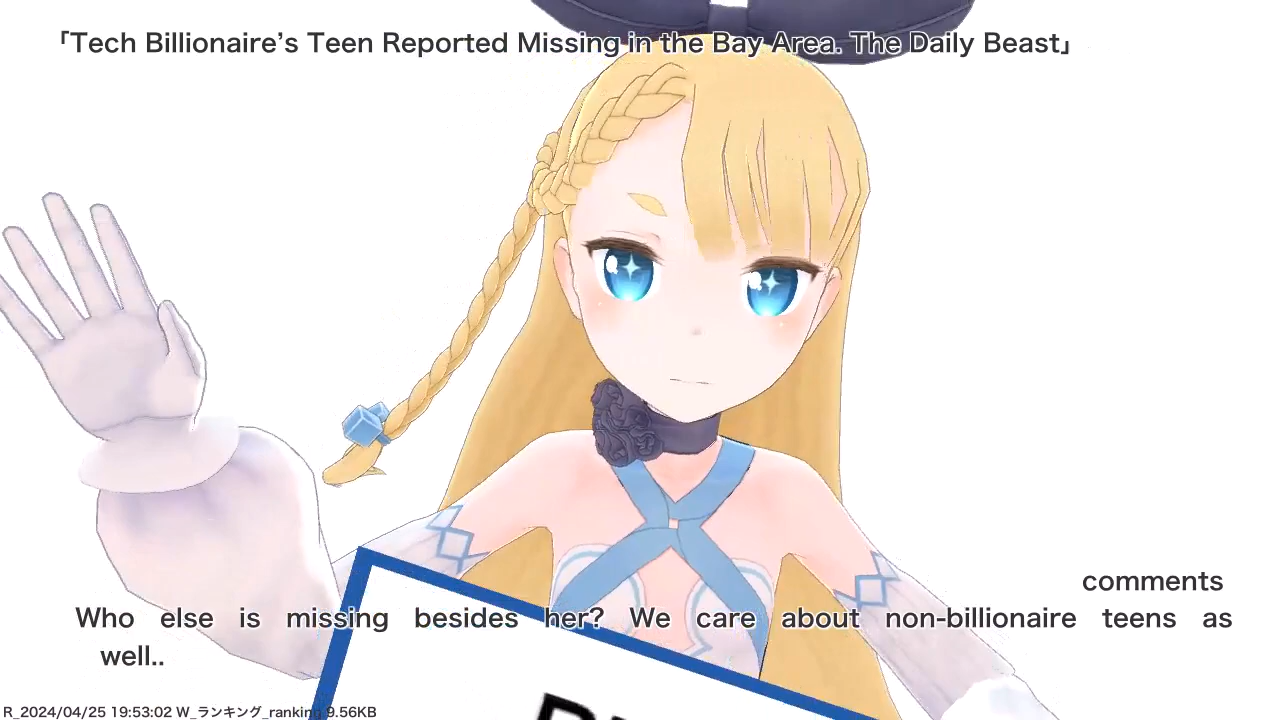 「Tech Billionaire’s Teen Reported Missing in the Bay Area. The Daily Beast」
comments
Who else is missing besides her? We care about non-billionaire teens as
well..
R_2024/04/25 19:53:02 W_ランキング_ranking 9.56KB